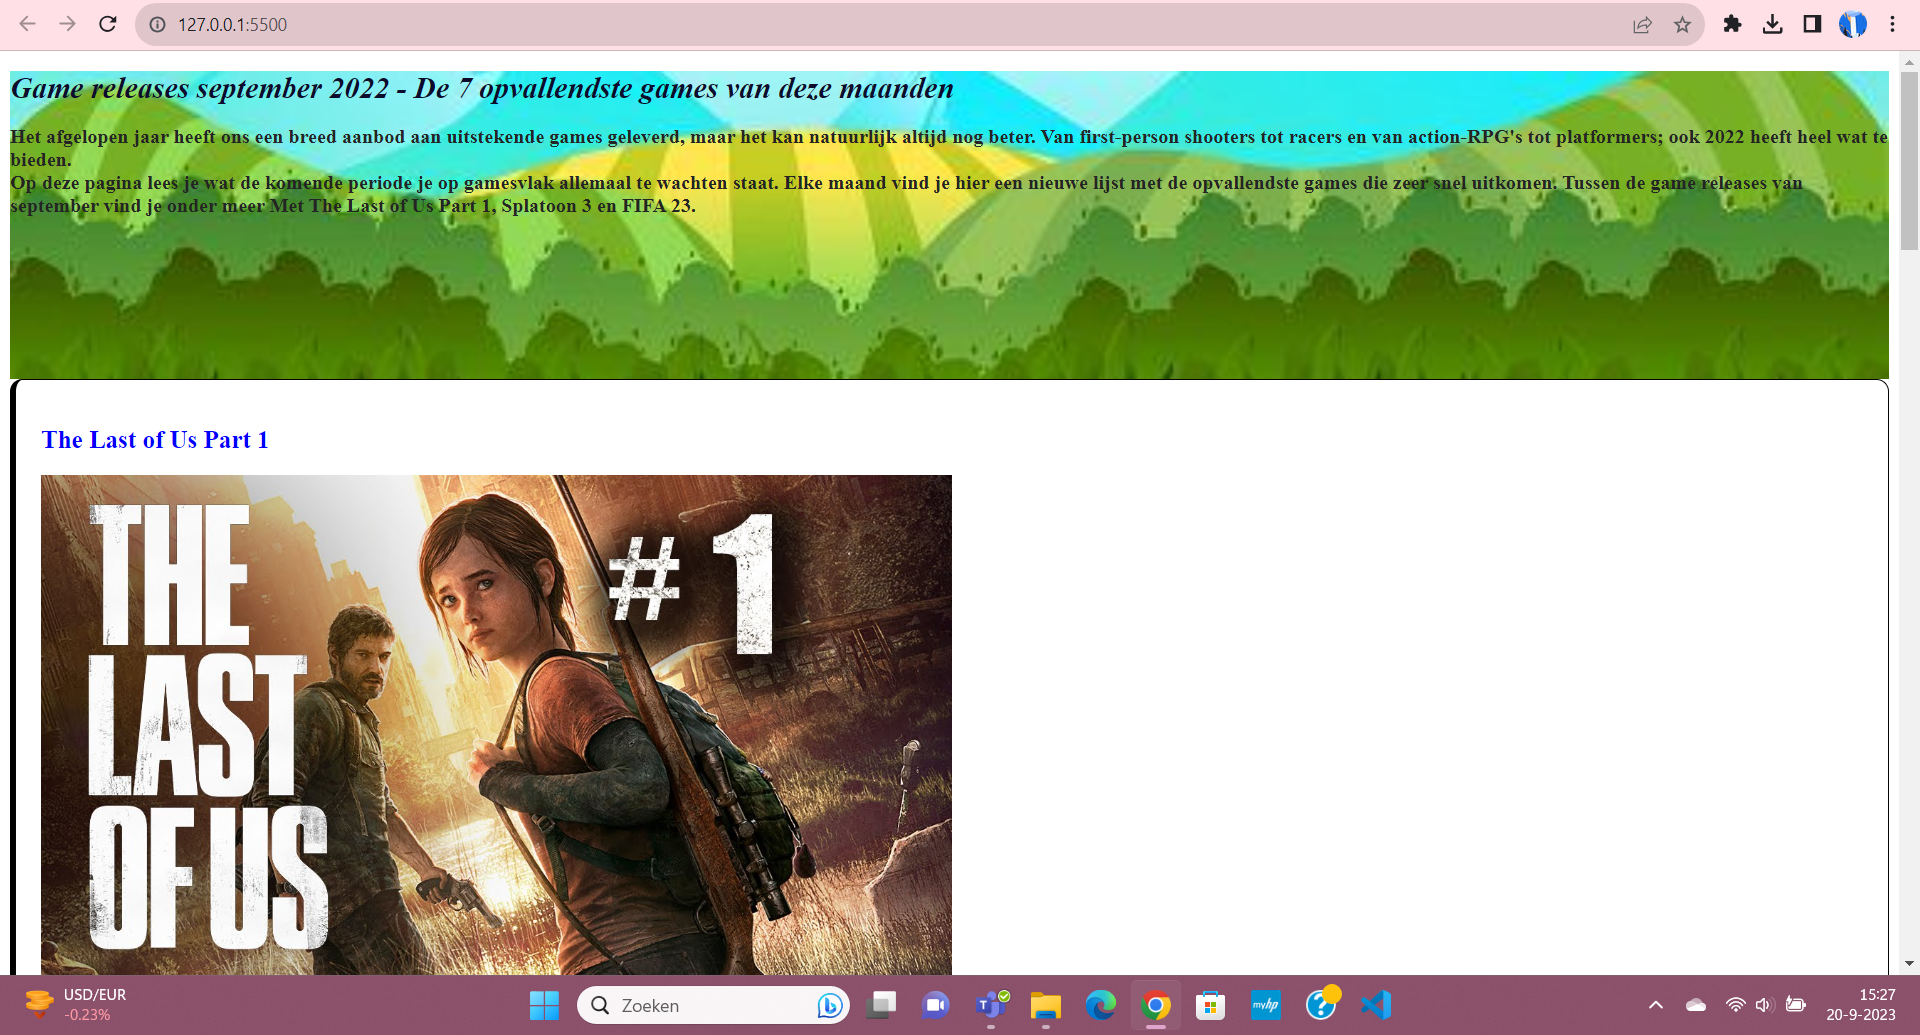 127.0.0.1:5500
Game releases september 2022 - De 7 opvallendste games van deze maanden
Het afgelopen jaar heeft ons een breed aanbod aan uitstekende games geleverd, maar het kan natuurlijk altijd nog beter. Van first-person shooters tot racers en van action-RPG's tot platformers; ook 2022 heeft heel wat te
bieden.
Op deze pagina lees je wat de komende periode je op gamesvlak allemaal te wachten staat. Elke maand vind je hier een nieuwe lijst met de opvallendste games die zeer snel uitkomen. Tussen de game releases van
september vind je onder meer Met The Last of Us Part 1, Splatoon 3 en FIFA 23.
The Last of Us Part 1
THE
LAST
OF US
#1
USD/EUR
-0.23%
Zoeken
T
myhp
?
15:27
20-9-2023